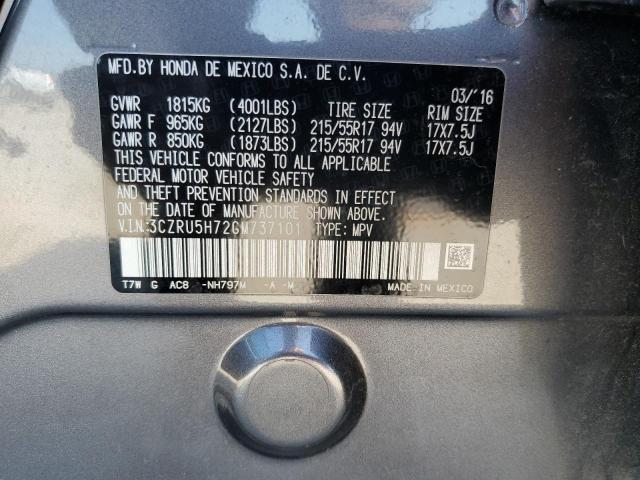 MFD.BY HONDA DE MEXICO S.A. DE C.V.
03/'16
GVWR 1815KG (4001LBS) TIRE SIZE RIM SIZE
GAWR F 965KG (2127LBS) 215/55R17 94V 17X7.5J
GAWR R 850KG (1873LBS) 215/55R17 94V 17X7.5J
THIS VEHICLE CONFORMS TO ALL APPLICABLE
FEDERAL MOTOR VEHICLE SAFETY
AND THEFT PREVENTION STANDARDS IN EFFECT
ON THE DATE OF MANUFACTURE SHOWN ABOVE.
V.I.N:3CZRU5H72GM737101 TYPE: MPV
T7W G AC8 -NH797M -A -M MADE IN MEXICO